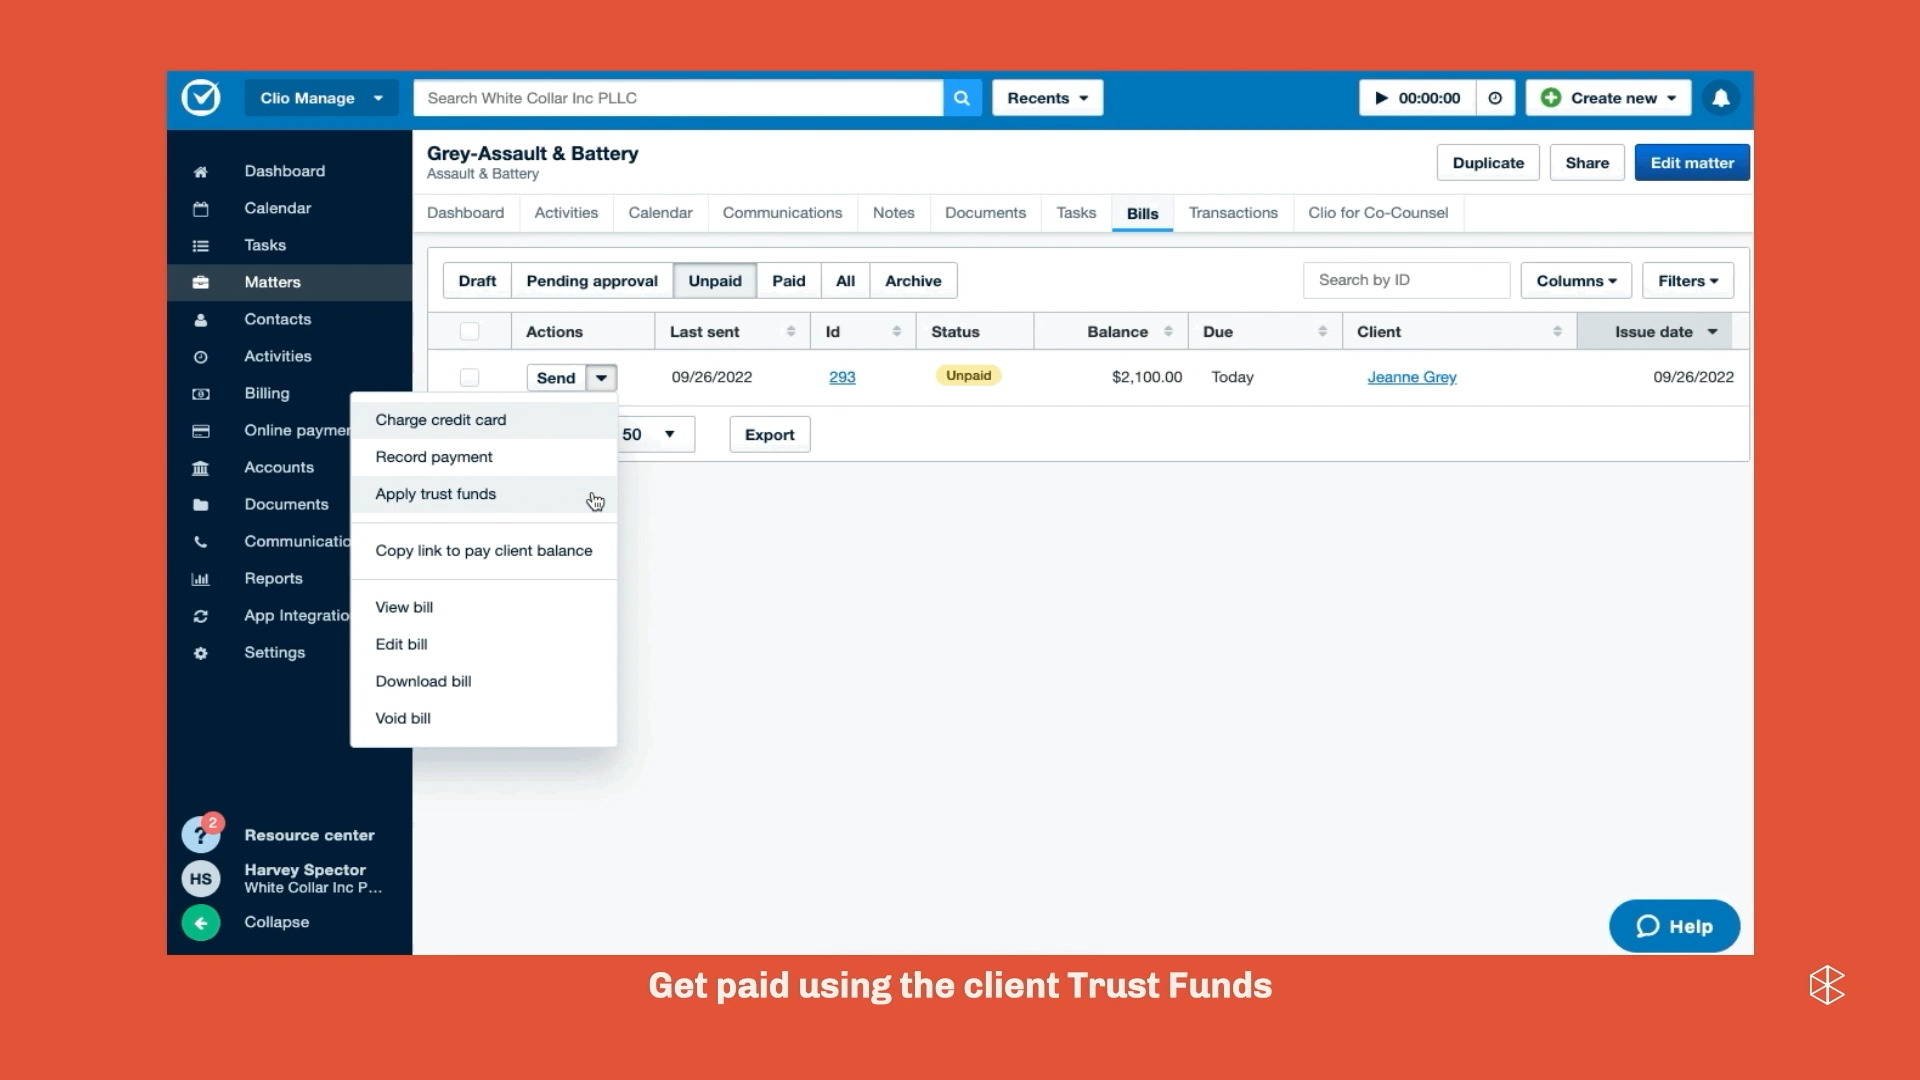 Clio Manage
Search White Collar Inc PLLC
Recents
00:00:00
Create new
Grey-Assault & Battery
Assault & Battery
Duplicate
Share
Edit matter
Dashboard
Activities
Calendar
Communications
Notes
Documents
Tasks
Bills
Transactions
Clio for Co-Counsel
Draft
Pending approval
Unpaid
Paid
All
Archive
Search by ID
Columns
Filters
Actions
Last sent
Id
Status
Balance
Due
Client
Issue date
Send
09/26/2022
293
Unpaid
$2,100.00
Today
Jeanne Grey
09/26/2022
50
Export
Charge credit card
Record payment
Apply trust funds
Copy link to pay client balance
View bill
Edit bill
Download bill
Void bill
Dashboard
Calendar
Tasks
Matters
Contacts
Activities
Billing
Online paymen
Accounts
Documents
Communicatio
Reports
App Integratio
Settings
2
?
Resource center
HS
Harvey Spector
White Collar Inc P...
Collapse
Help
Get paid using the client Trust Funds